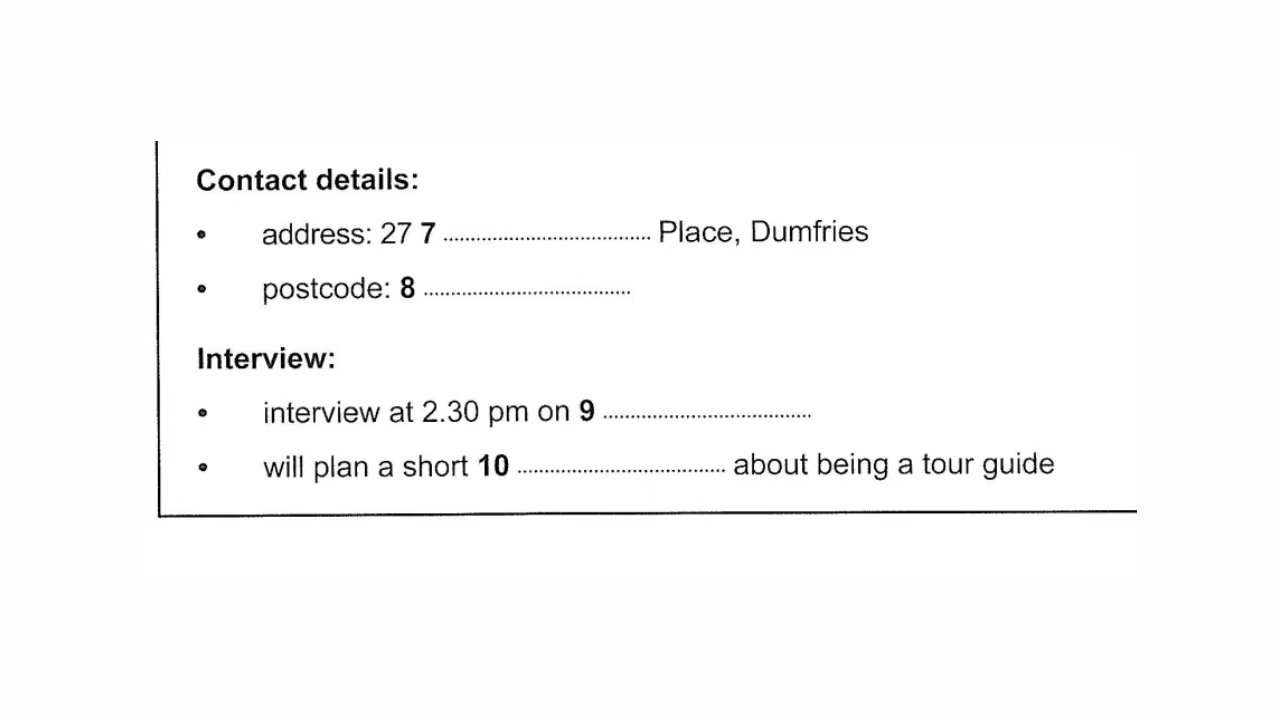 Contact details:
• address: 27 7 .................................... Place, Dumfries
• postcode: 8 ....................................
Interview:
• interview at 2.30 pm on 9 ....................................
• will plan a short 10 .................................... about being a tour guide